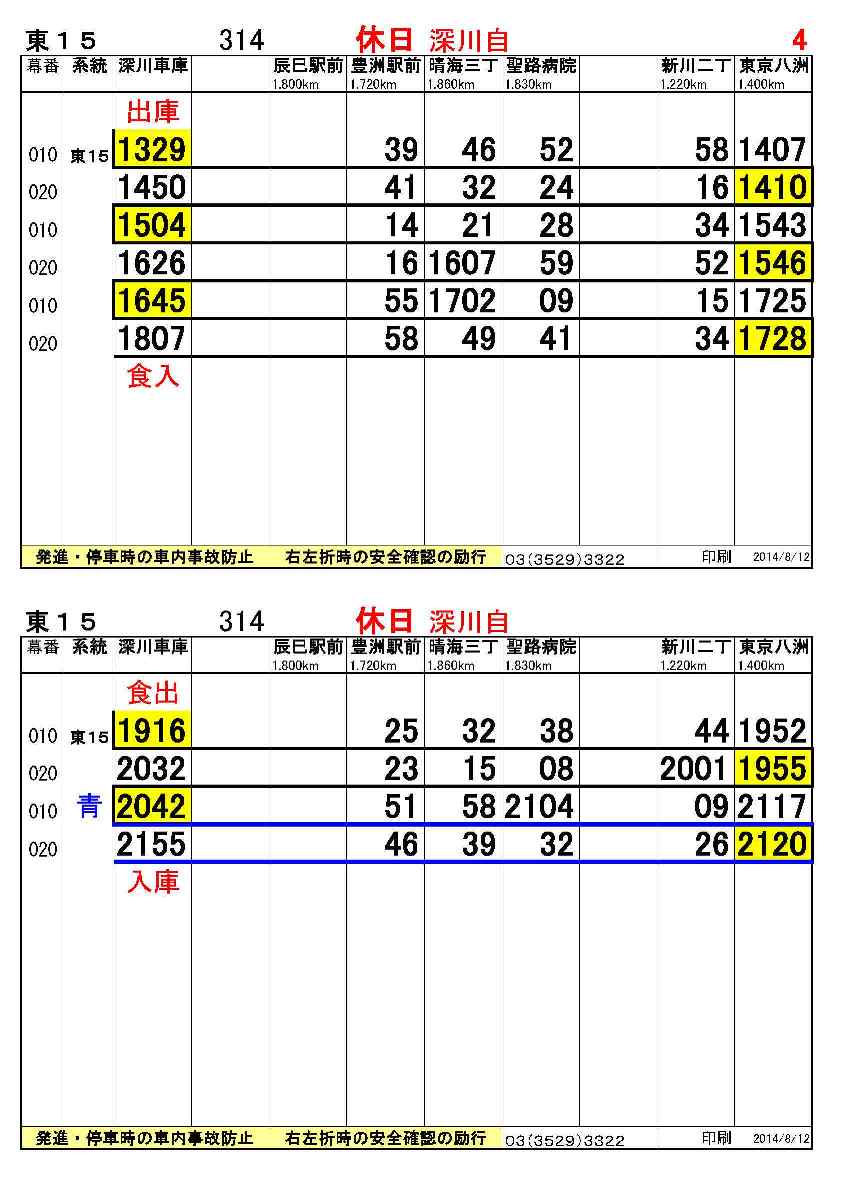 東１５ 314 休日 深川自 4
幕番 系統 深川車庫 辰巳駅前 豊洲駅前 晴海三丁 聖路病院 新川二丁 東京八洲
1.800km 1.720km 1.860km 1.830km 1.220km 1.400km
出庫
010 東15 1329 39 46 52 58 1407
020 1450 41 32 24 16 1410
010 1504 14 21 28 34 1543
020 1626 16 1607 59 52 1546
010 1645 55 1702 09 15 1725
020 1807 58 49 41 34 1728
食入
発進・停車時の車内事故防止 右左折時の安全確認の励行 03(3529)3322 印刷 2014/8/12
東１５ 314 休日 深川自
幕番 系統 深川車庫 辰巳駅前 豊洲駅前 晴海三丁 聖路病院 新川二丁 東京八洲
1.800km 1.720km 1.860km 1.830km 1.220km 1.400km
食出
010 東15 1916 25 32 38 44 1952
020 2032 23 15 08 2001 1955
010 青 2042 51 58 2104 09 2117
020 2155 46 39 32 26 2120
入庫
発進・停車時の車内事故防止 右左折時の安全確認の励行 03(3529)3322 印刷 2014/8/12